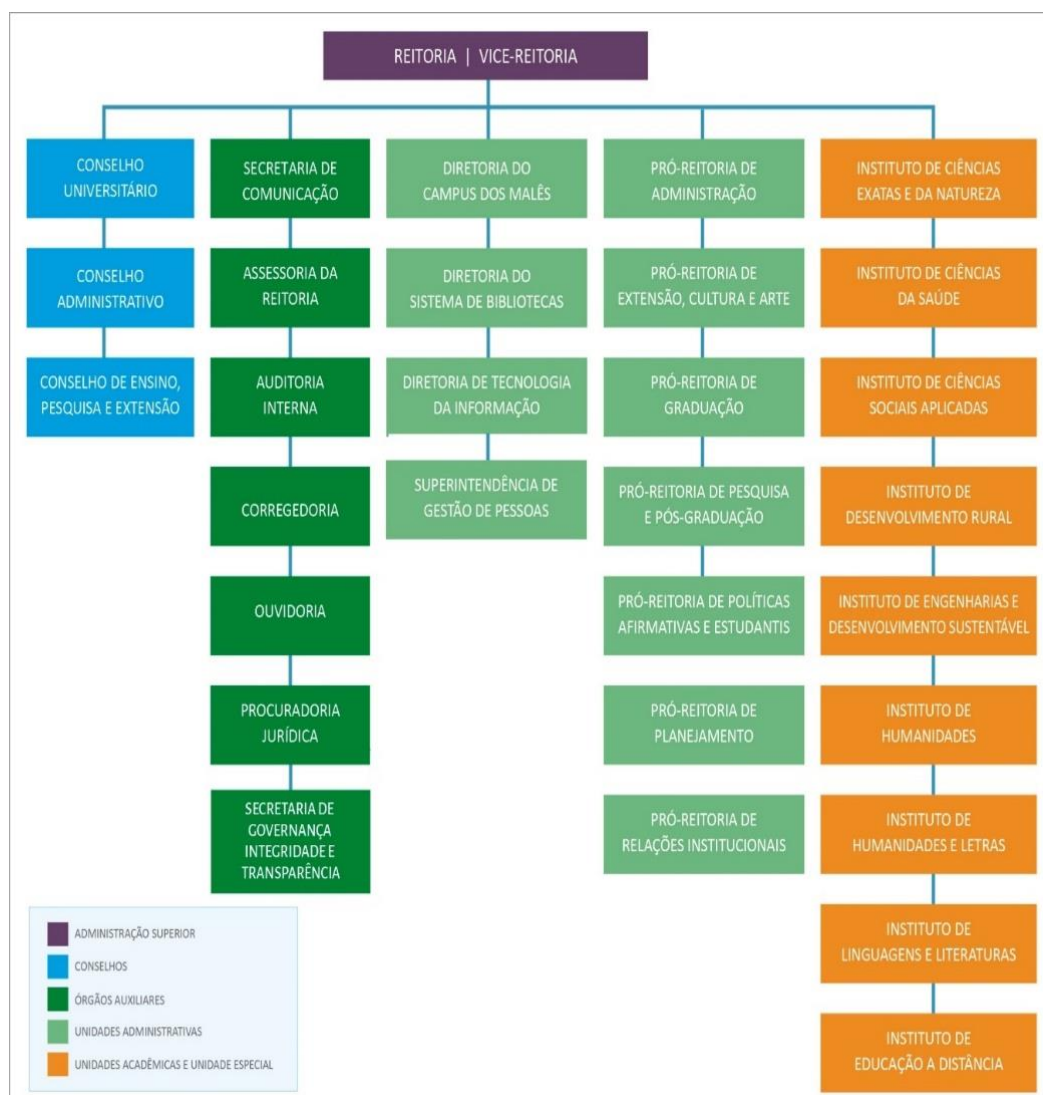 REITORIA | VICE-REITORIA
CONSELHO
UNIVERSITÁRIO
CONSELHO
ADMINISTRATIVO
CONSELHO DE ENSINO,
PESQUISA E EXTENSÃO
SECRETARIA DE
COMUNICAÇÃO
ASSESSORIA DA
REITORIA
AUDITORIA
INTERNA
CORREGEDORIA
OUVIDORIA
PROCURADORIA
JURÍDICA
SECRETARIA DE
GOVERNANÇA
INTEGRIDADE E
TRANSPARÊNCIA
DIRETORIA DO
CAMPUS DOS MALÊS
DIRETORIA DO
SISTEMA DE BIBLIOTECAS
DIRETORIA DE TECNOLOGIA
DA INFORMAÇÃO
SUPERINTENDÊNCIA DE
GESTÃO DE PESSOAS
PRÓ-REITORIA DE
ADMINISTRAÇÃO
PRÓ-REITORIA DE
EXTENSÃO, CULTURA E ARTE
PRÓ-REITORIA DE
GRADUAÇÃO
PRÓ-REITORIA DE PESQUISA
E PÓS-GRADUAÇÃO
PRÓ-REITORIA DE POLÍTICAS
AFIRMATIVAS E ESTUDANTIS
PRÓ-REITORIA DE
PLANEJAMENTO
PRÓ-REITORIA DE
RELAÇÕES INSTITUCIONAIS
INSTITUTO DE CIÊNCIAS
EXATAS E DA NATUREZA
INSTITUTO DE CIÊNCIAS
DA SAÚDE
INSTITUTO DE CIÊNCIAS
SOCIAIS APLICADAS
INSTITUTO DE
DESENVOLVIMENTO RURAL
INSTITUTO DE ENGENHARIAS E
DESENVOLVIMENTO SUSTENTÁVEL
INSTITUTO DE
HUMANIDADES
INSTITUTO DE
HUMANIDADES E LETRAS
INSTITUTO DE
LINGUAGENS E LITERATURAS
INSTITUTO DE
EDUCAÇÃO A DISTÂNCIA
ADMINISTRAÇÃO SUPERIOR
CONSELHOS
ÓRGÃOS AUXILIARES
UNIDADES ADMINISTRATIVAS
UNIDADES ACADÊMICAS E UNIDADE ESPECIAL